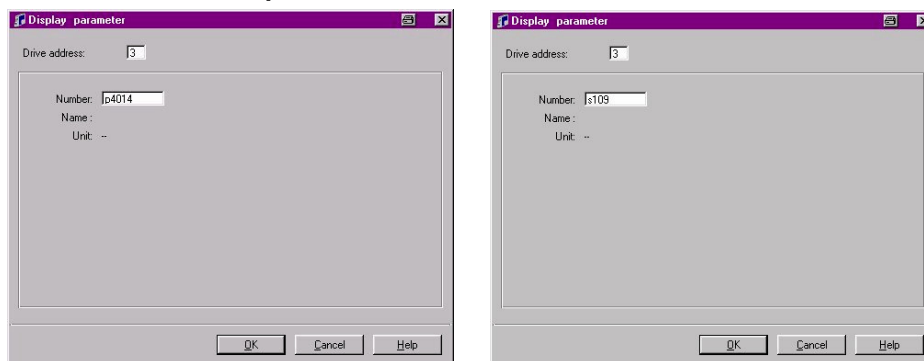 Display parameter
Drive address: 3
Number: p4014
Name :
Unit: --
OK Cancel Help
Display parameter
Drive address: 3
Number: s109
Name :
Unit: --
OK Cancel Help